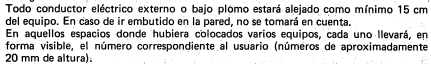 Todo conductor eléctrico externo o bajo plomo estará alejado como mínimo 15 cm
del equipo. En caso de ir embutido en la pared, no se tomará en cuenta.
En aquellos espacios donde hubiera colocados varios equipos, cada uno llevará, en
forma visible, el número correspondiente al usuario (números de aproximadamente
20 mm de altura).